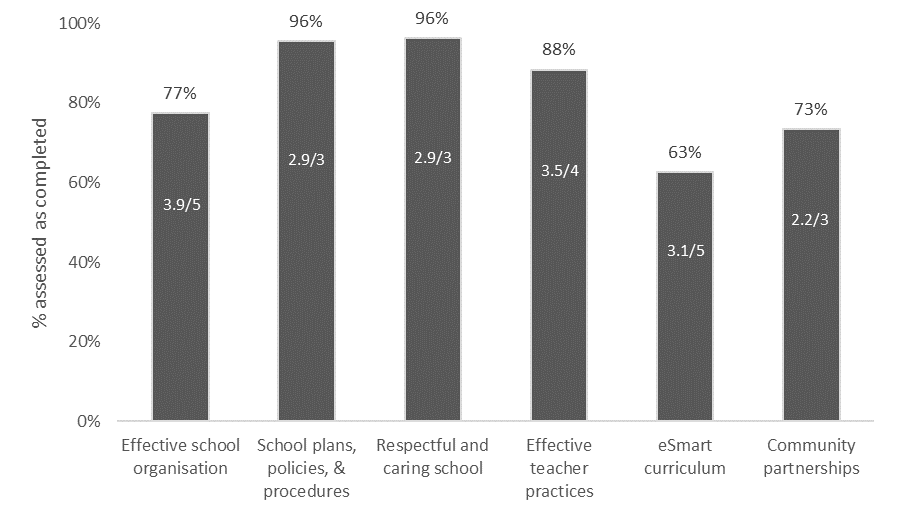 % assessed as completed
100%
80%
60%
40%
20%
0%
77%
96%
96%
88%
63%
73%
3.9/5
2.9/3
2.9/3
3.5/4
3.1/5
2.2/3
Effective school
organisation
School plans,
policies, &
procedures
Respectful and
caring school
Effective
teacher
practices
eSmart
curriculum
Community
partnerships